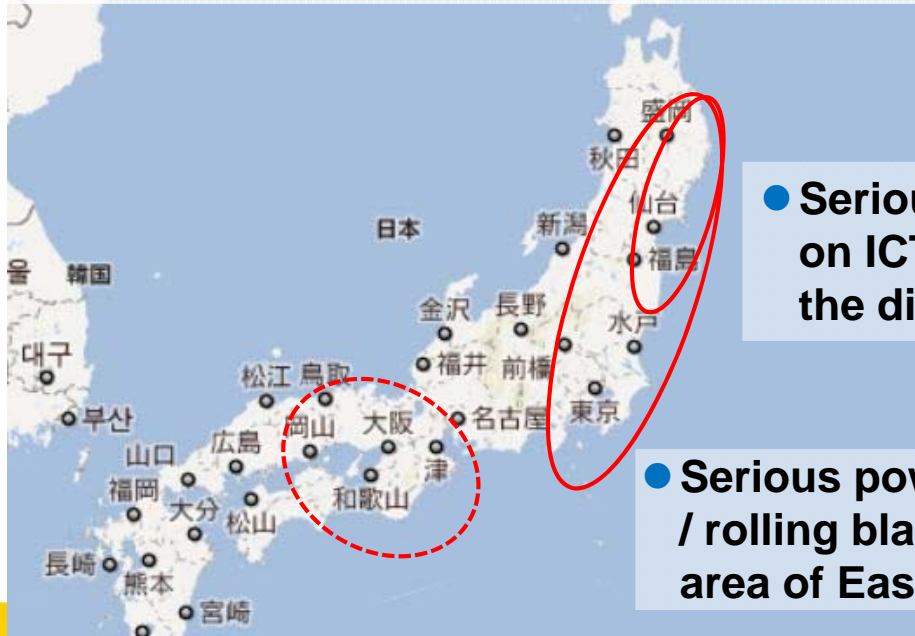 盛岡
秋田
仙台
新潟
日本
福島
울
韓国
金沢
長野
水戸
대구
福井
前橋
松江
鳥取
岡山
大阪
名古屋
東京
부산
山口
広島
津
福岡
大分
松山
和歌山
長崎
熊本
宮崎
● Seriou
on ICT
the di
● Serious pow
/ rolling bla
area of Eas